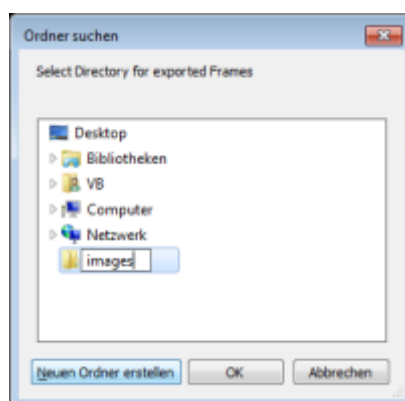 Ordner suchen
Select Directory for exported Frames
Desktop
Bibliotheken
VB
Computer
Netzwerk
images
Neuen Ordner erstellen OK Abbrechen